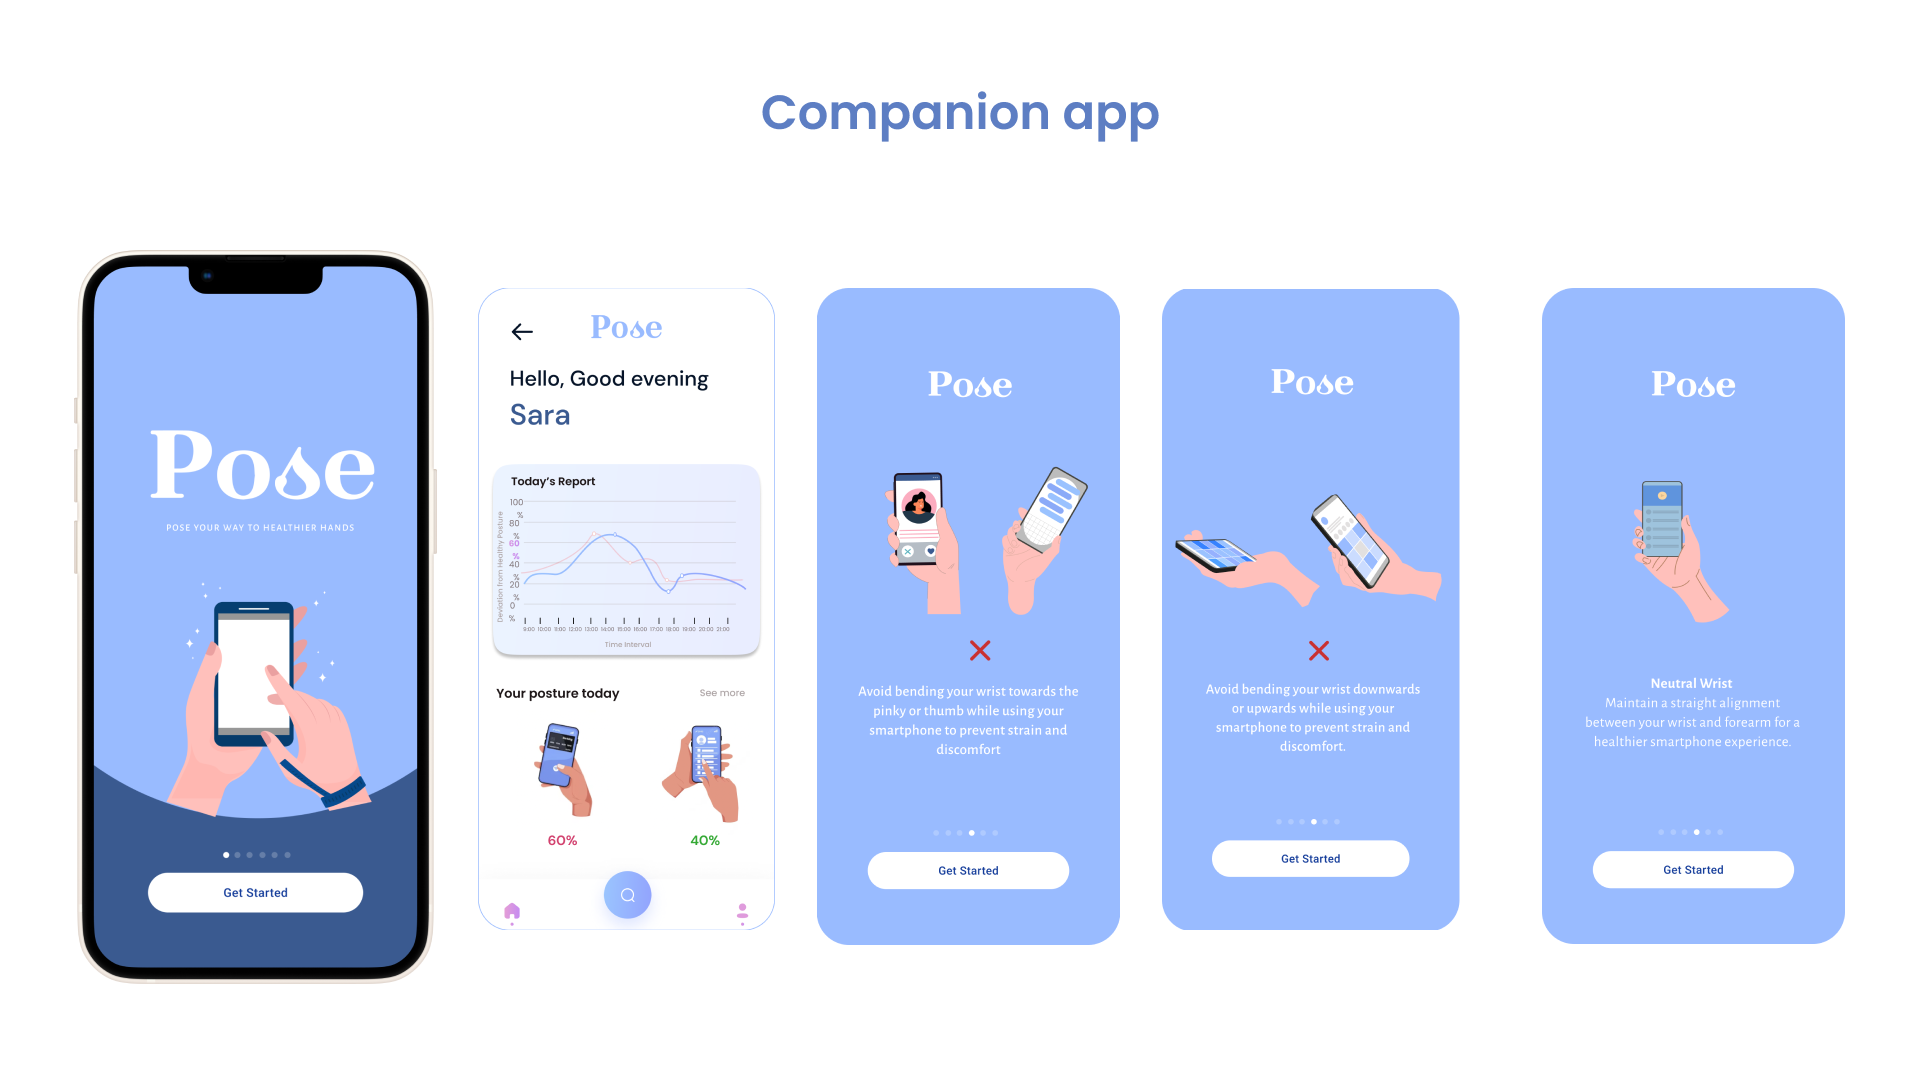 Companion app
Pose
POSE YOUR WAY TO HEALTHIER HANDS
Get Started
Pose
Hello, Good evening
Sara
Today's Report
Deviation from Healthy Posture
100
%
80
%
60
%
40
%
20
%
0
%
9:00 10:00 11:00 12:00 13:00 14:00 15:00 16:00 17:00 18:00 19:00 20:00 21:00
Time Interval
Your posture today
See more
60%
40%
Pose
Avoid bending your wrist towards the
pinky or thumb while using your
smartphone to prevent strain and
discomfort
Get Started
Pose
Avoid bending your wrist downwards
or upwards while using your
smartphone to prevent strain and
discomfort.
Get Started
Pose
Neutral Wrist
Maintain a straight alignment
between your wrist and forearm for a
healthier smartphone experience.
Get Started